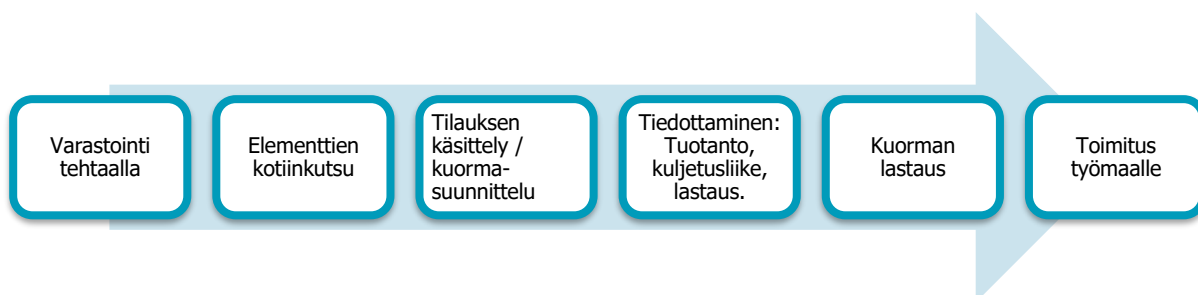 Varastointi
tehtaalla
Elementtien
kotiinkutsu
Tilauksen
käsittely /
kuorma-
suunnittelu
Tiedottaminen:
Tuotanto,
kuljetusliike,
lastaus.
Kuorman
lastaus
Toimitus
työmaalle